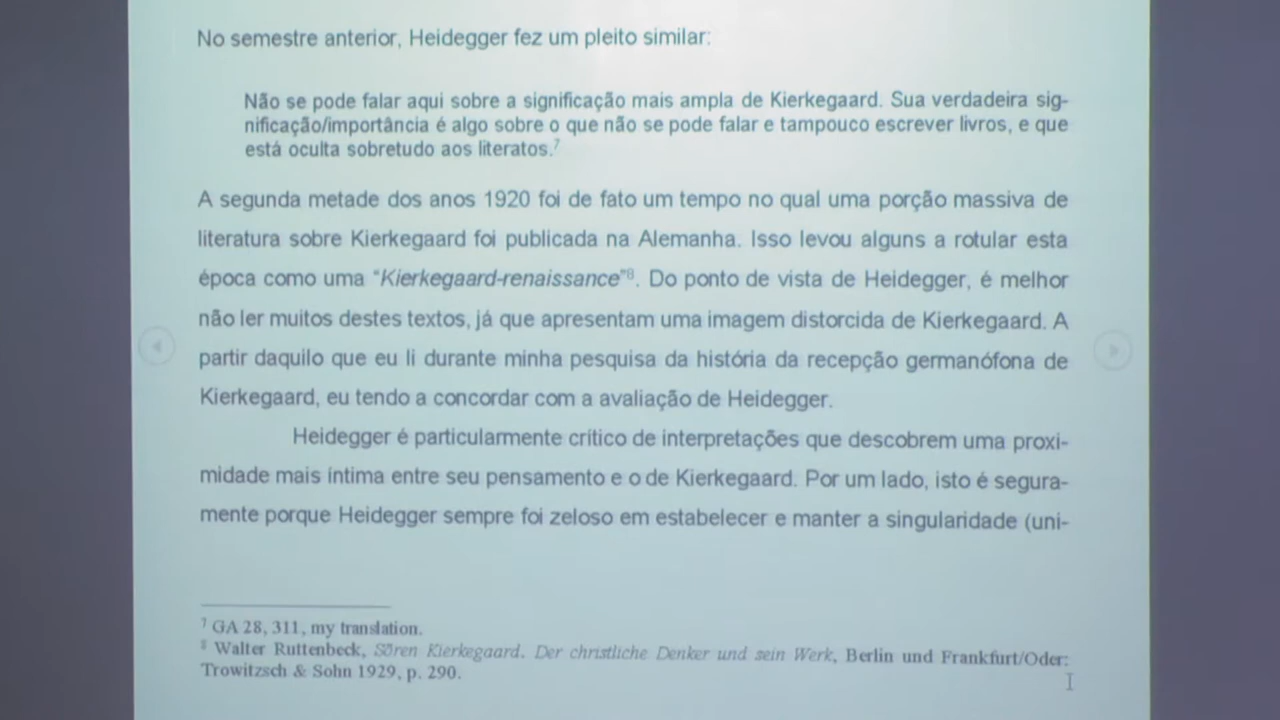 No semestre anterior, Heidegger fez um pleito similar:
Não se pode falar aqui sobre a significação mais ampla de Kierkegaard. Sua verdadeira sig-
nificação/importância é algo sobre o que não se pode falar e tampouco escrever livros, e que
está oculta sobretudo aos literatos.7
A segunda metade dos anos 1920 foi de fato um tempo no qual uma porção massiva de
literatura sobre Kierkegaard foi publicada na Alemanha. Isso levou alguns a rotular esta
época como uma "Kierkegaard-renaissance"8. Do ponto de vista de Heidegger, é melhor
não ler muitos destes textos, já que apresentam uma imagem distorcida de Kierkegaard. A
partir daquilo que eu li durante minha pesquisa da história da recepção germanófona de
Kierkegaard, eu tendo a concordar com a avaliação de Heidegger.
Heidegger é particularmente crítico de interpretações que descobrem uma proxi-
midade mais íntima entre seu pensamento e o de Kierkegaard. Por um lado, isto é segura-
mente porque Heidegger sempre foi zeloso em estabelecer e manter a singularidade (uni-
7 GA 28, 311, my translation.
8 Walter Ruttenbeck, Sören Kierkegaard. Der christliche Denker und sein Werk, Berlin und Frankfurt/Oder:
Trowitzsch & Sohn 1929, p. 290.